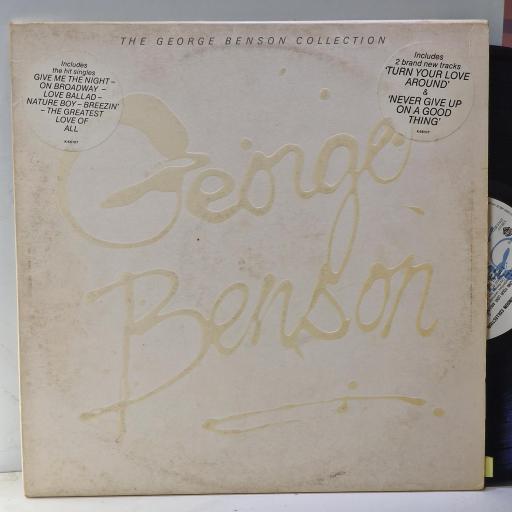 THE GEORGE BENSON COLLECTION
Includes
the hit singles
GIVE ME THE NIGHT –
ON BROADWAY –
LOVE BALLAD –
NATURE BOY – BREEZIN'
– THE GREATEST
LOVE OF
ALL
Includes
2 brand new tracks
'TURN YOUR LOVE
AROUND'
&
'NEVER GIVE UP
ON A GOOD
THING'
George
Benson